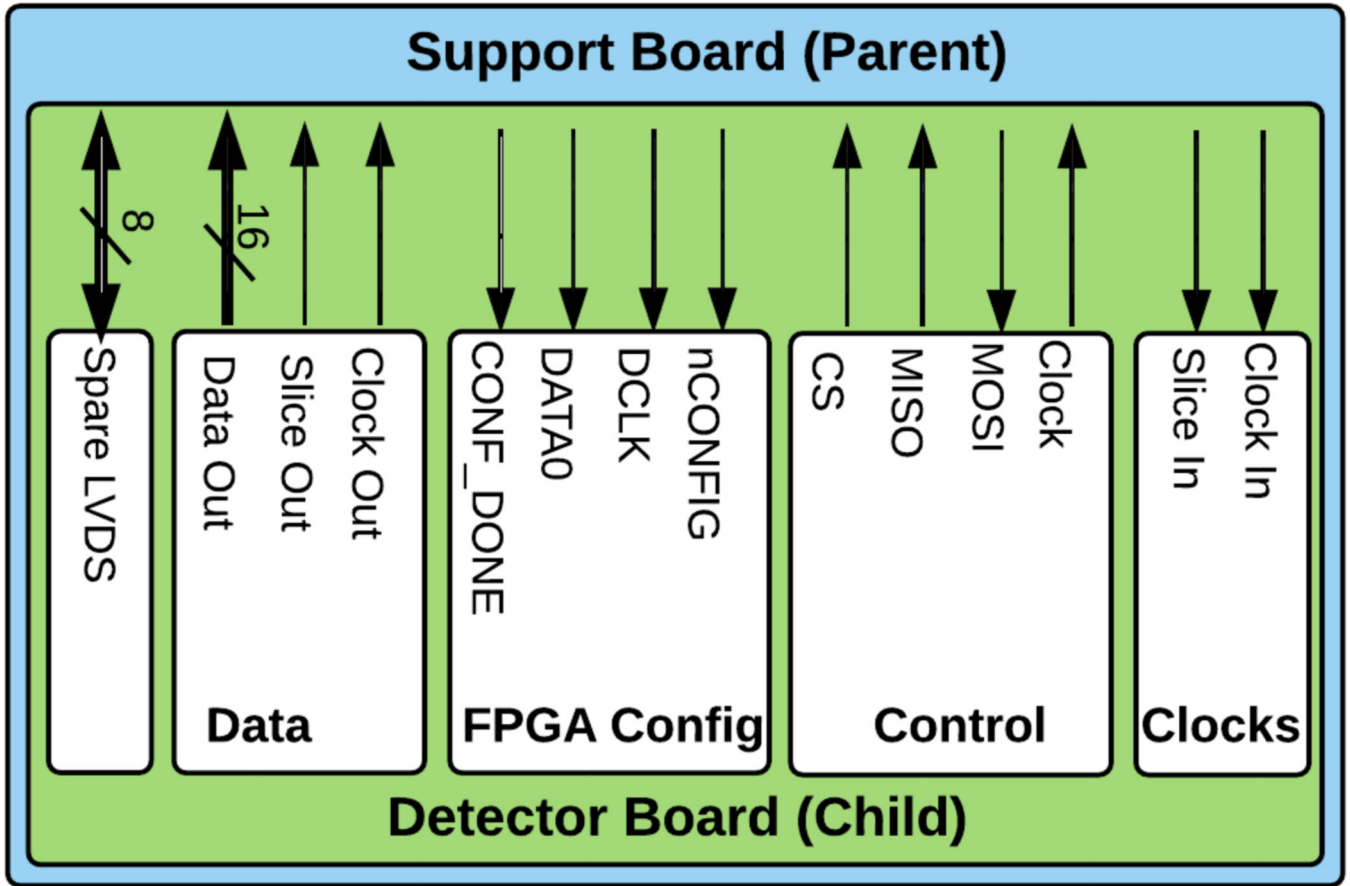 Support Board (Parent)
8
16
Spare LVDS
Data Out
Slice Out
Clock Out
Data
CONF_DONE
DATA0
DCLK
nCONFIG
FPGA Config
CS
MISO
MOSI
Clock
Control
Slice In
Clock In
Clocks
Detector Board (Child)